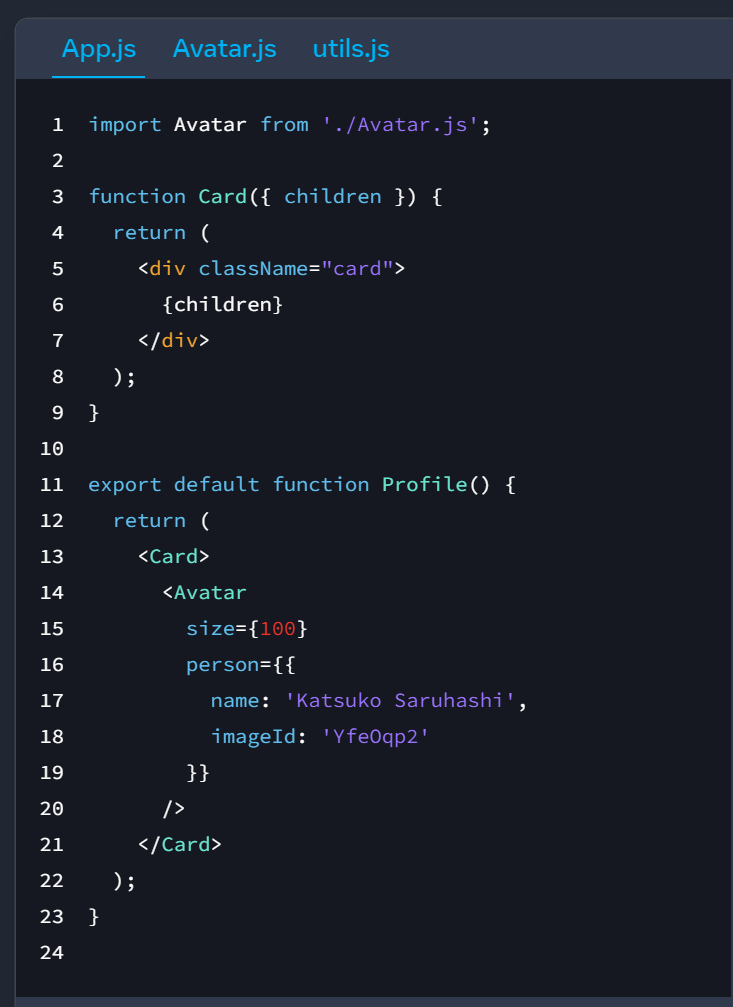 App.js Avatar.js utils.js
1 import Avatar from './Avatar.js';
2
3 function Card({ children }) {
4   return (
5     <div className="card">
6       {children}
7     </div>
8   );
9 }
10
11 export default function Profile() {
12   return (
13     <Card>
14       <Avatar
15         size={100}
16         person={{
17           name: 'Katsuko Saruhashi',
18           imageId: 'YfeOqp2'
19         }}
20       />
21     </Card>
22   );
23 }
24